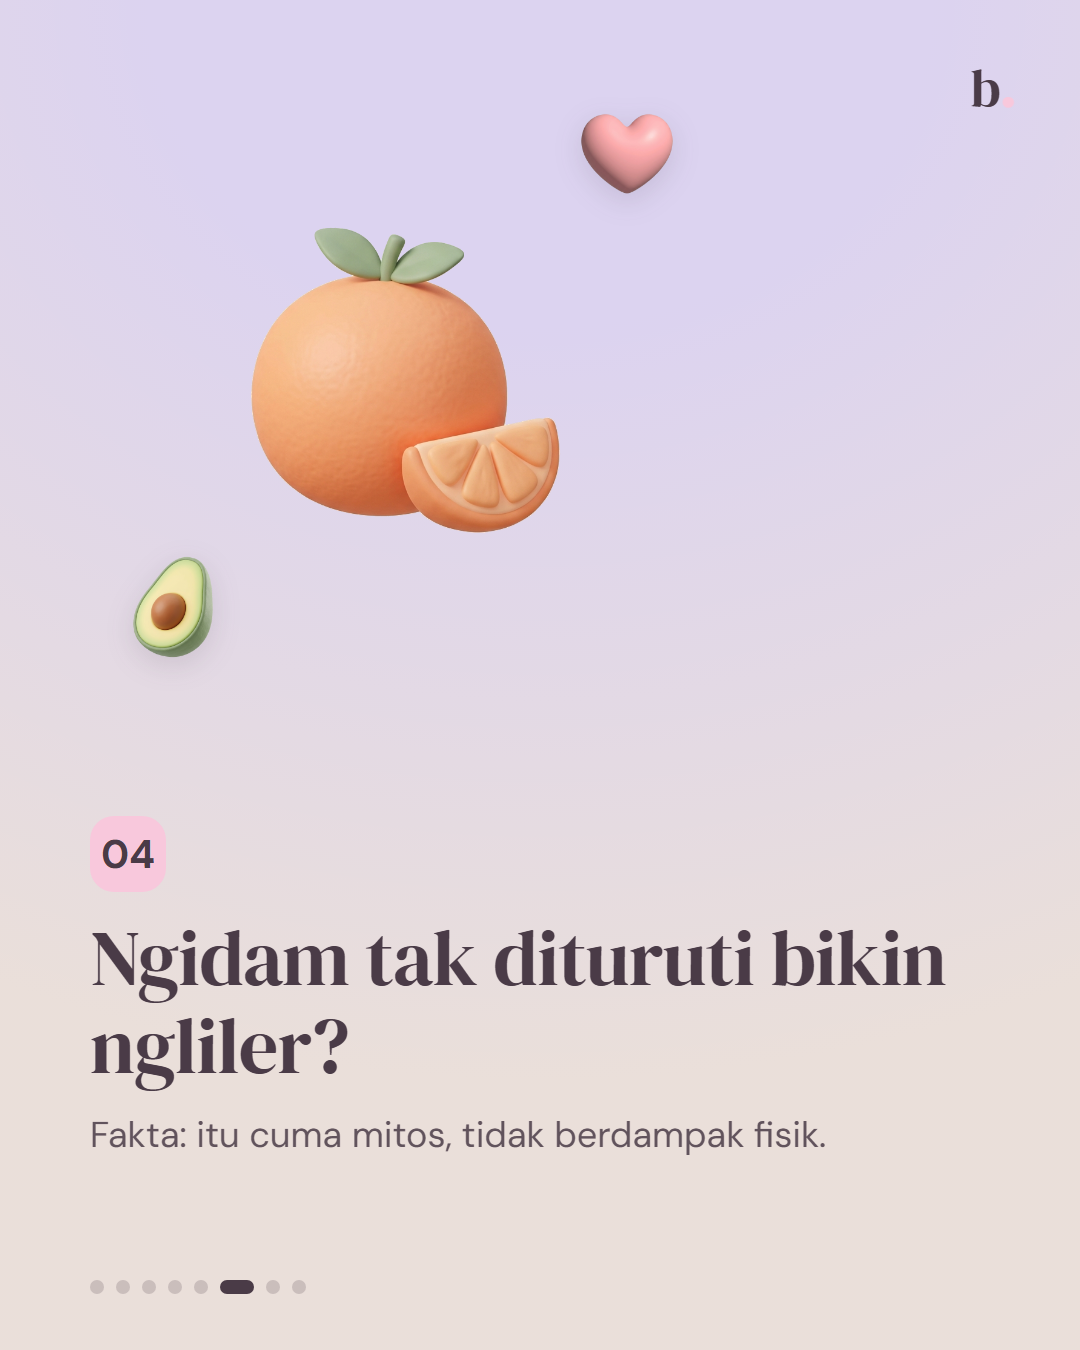 b.
04
Ngidam tak dituruti bikin
ngliler?
Fakta: itu cuma mitos, tidak berdampak fisik.